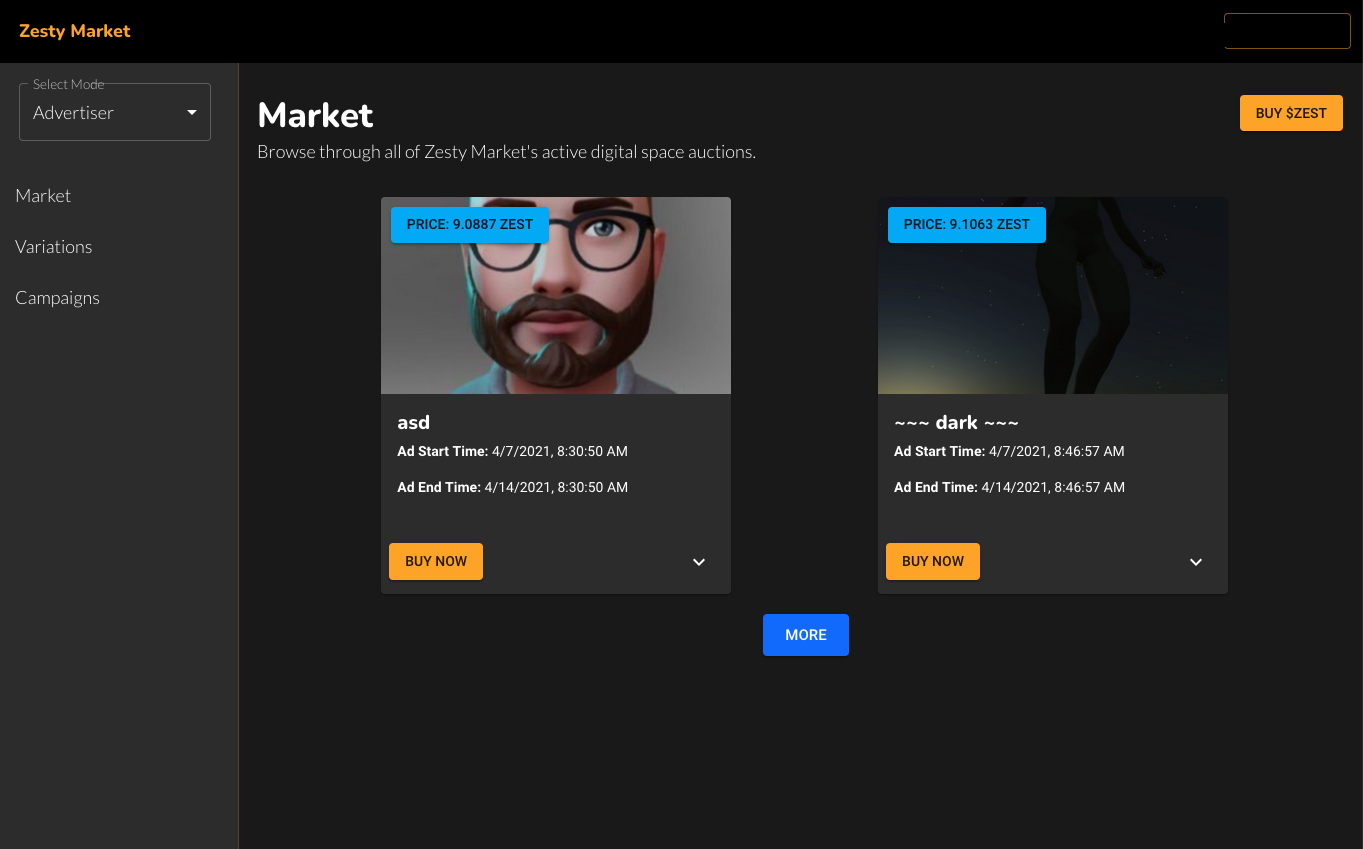 Zesty Market
Select Mode
Advertiser
Market
Variations
Campaigns
Market
BUY $ZEST
Browse through all of Zesty Market's active digital space auctions.
PRICE: 9.0887 ZEST
asd
Ad Start Time: 4/7/2021, 8:30:50 AM
Ad End Time: 4/14/2021, 8:30:50 AM
BUY NOW
PRICE: 9.1063 ZEST
~~~ dark ~~~
Ad Start Time: 4/7/2021, 8:46:57 AM
Ad End Time: 4/14/2021, 8:46:57 AM
BUY NOW
MORE